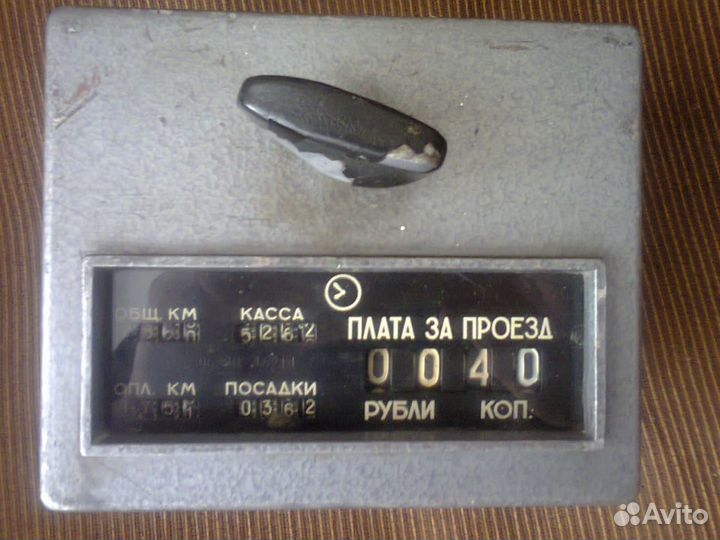 ОБЩ. КМ КАССА
ПЛАТА ЗА ПРОЕЗД
5262
0040
ОПЛ. КМ ПОСАДКИ
0362
РУБЛИ КОП.
Avito